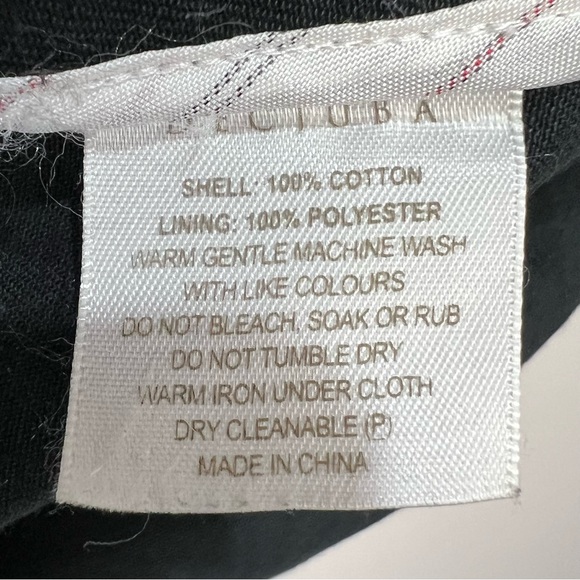 DECJUBA
SHELL: 100% COTTON
LINING: 100% POLYESTER
WARM GENTLE MACHINE WASH
WITH LIKE COLOURS
DO NOT BLEACH, SOAK OR RUB
DO NOT TUMBLE DRY
WARM IRON UNDER CLOTH
DRY CLEANABLE (P)
MADE IN CHINA